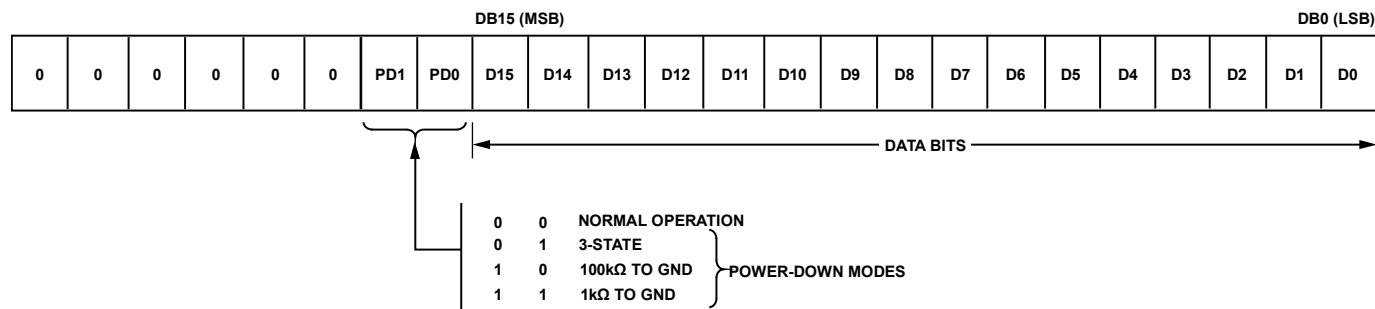 DB15 (MSB) DB0 (LSB)
0 0 0 0 0 0 PD1 PD0 D15 D14 D13 D12 D11 D10 D9 D8 D7 D6 D5 D4 D3 D2 D1 D0
DATA BITS
0 0 NORMAL OPERATION
0 1 3-STATE
1 0 100kΩ TO GND
POWER-DOWN MODES
1 1 1kΩ TO GND